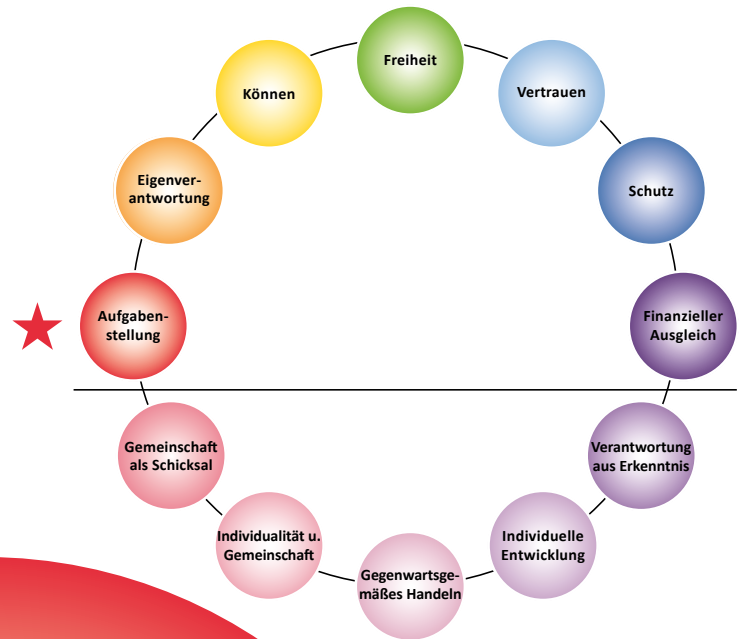 Freiheit
Können
Vertrauen
Eigenver-
antwortung
Schutz
Aufgaben-
stellung
Finanzieller
Ausgleich
Gemeinschaft
als Schicksal
Verantwortung
aus Erkenntnis
Individualität u.
Gemeinschaft
Individuelle
Entwicklung
Gegenwartsge-
mäßes Handeln